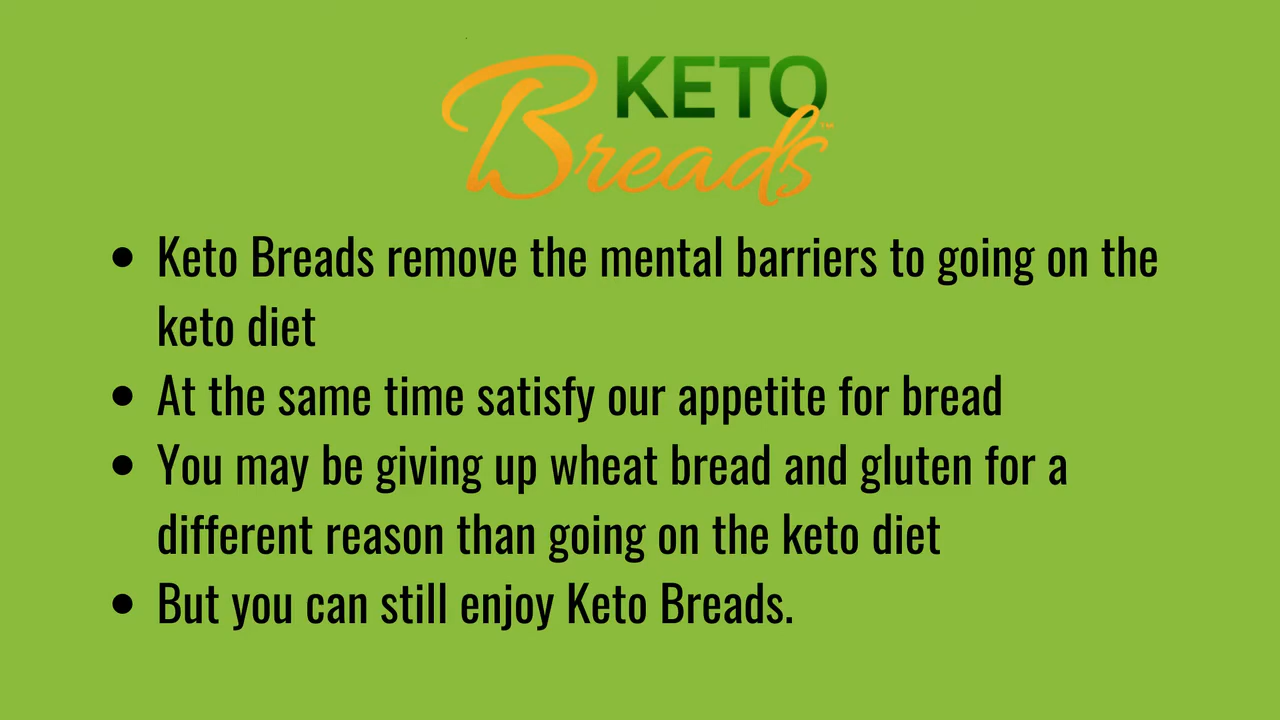 KETO
Breads™
• Keto Breads remove the mental barriers to going on the
keto diet
• At the same time satisfy our appetite for bread
• You may be giving up wheat bread and gluten for a
different reason than going on the keto diet
• But you can still enjoy Keto Breads.